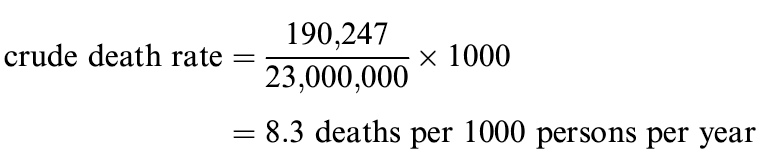 crude death rate = 190,247 / 23,000,000 × 1000
= 8.3 deaths per 1000 persons per year